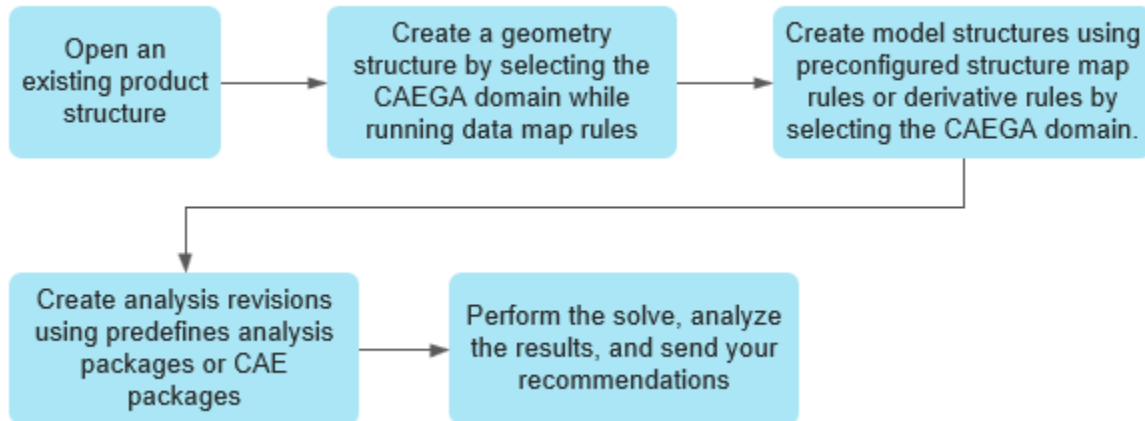 Open an
existing product
structure
Create a geometry
structure by selecting the
CAEGA domain while
running data map rules
Create model structures using
preconfigured structure map
rules or derivative rules by
selecting the CAEGA domain.
Create analysis revisions
using predefines analysis
packages or CAE
packages
Perform the solve, analyze
the results, and send your
recommendations